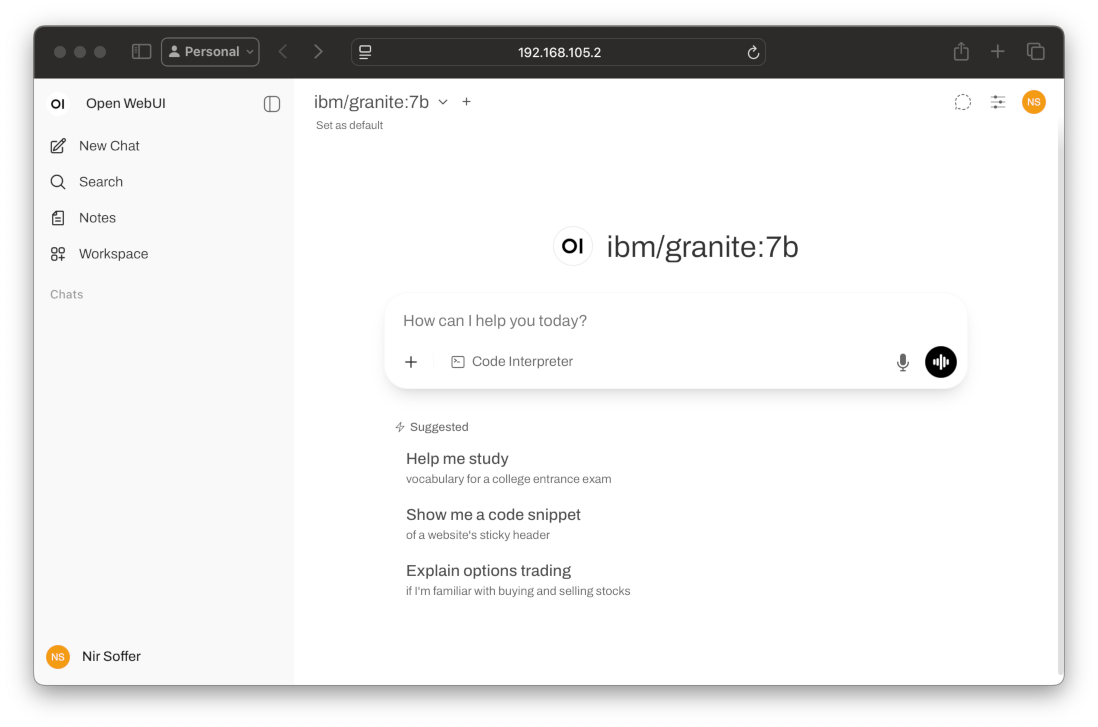 Personal
192.168.105.2
OI
Open WebUI
ibm/granite:7b
Set as default
NS
New Chat
Search
Notes
Workspace
Chats
OI
ibm/granite:7b
How can I help you today?
Code Interpreter
Suggested
Help me study
vocabulary for a college entrance exam
Show me a code snippet
of a website's sticky header
Explain options trading
if I'm familiar with buying and selling stocks
NS
Nir Soffer